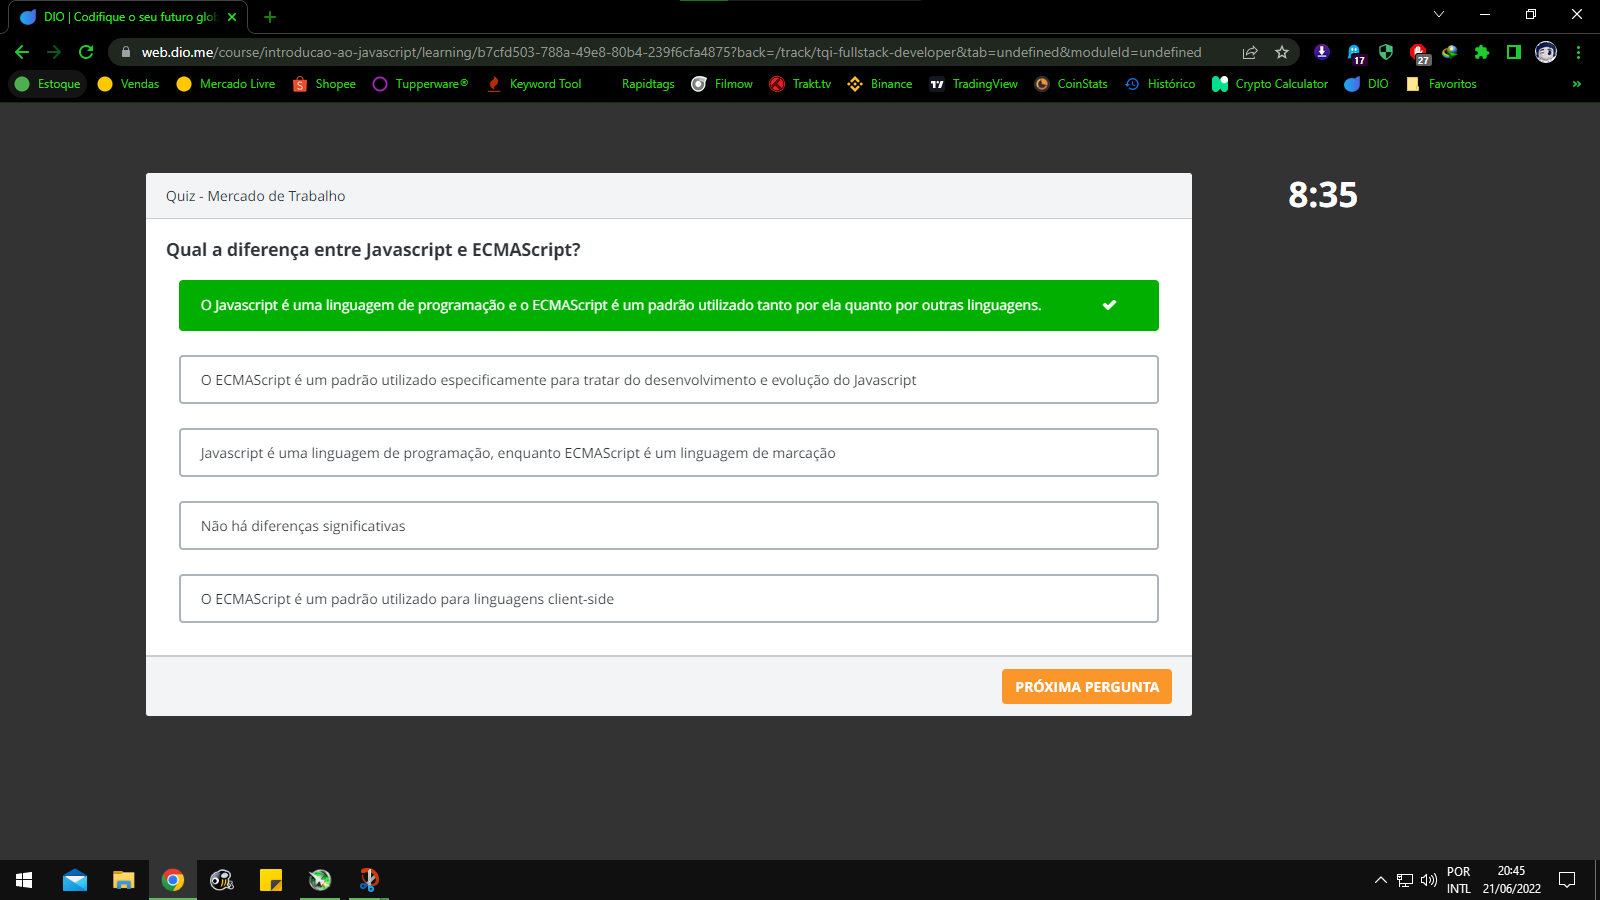 DIO | Codifique o seu futuro glob
web.dio.me/course/introducao-ao-javascript/learning/b7cfd503-788a-49e8-80b4-239f6cfa4875?back=/track/tqi-fullstack-developer&tab=undefined&moduleId=undefined
17
27
Estoque Vendas Mercado Livre Shopee Tupperware® Keyword Tool Rapidtags Filmow Trakt.tv Binance TradingView CoinStats Histórico Crypto Calculator DIO Favoritos »
Quiz - Mercado de Trabalho
8:35
Qual a diferença entre Javascript e ECMAScript?
O Javascript é uma linguagem de programação e o ECMAScript é um padrão utilizado tanto por ela quanto por outras linguagens.
O ECMAScript é um padrão utilizado especificamente para tratar do desenvolvimento e evolução do Javascript
Javascript é uma linguagem de programação, enquanto ECMAScript é um linguagem de marcação
Não há diferenças significativas
O ECMAScript é um padrão utilizado para linguagens client-side
PRÓXIMA PERGUNTA
POR 20:45
INTL 21/06/2022